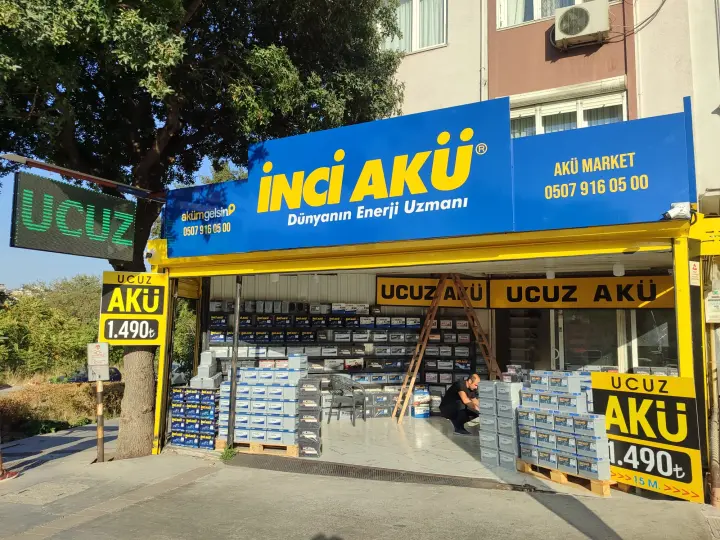 UCUZ
akümgelsin
0507 916 05 00
İNCİ AKÜ®
Dünyanın Enerji Uzmanı
AKÜ MARKET
0507 916 05 00
UCUZ
AKÜ
1.490₺
UCUZ AKÜ
UCUZ AKÜ
UCUZ
AKÜ
1.490₺
>>>> 15 M. >>>>